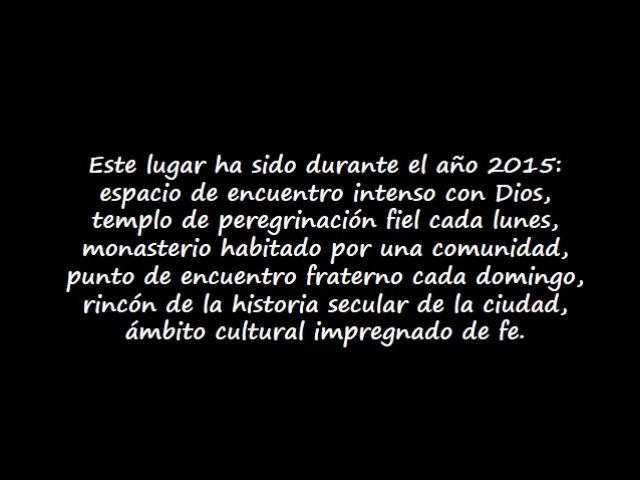 Este lugar ha sido durante el año 2015:
espacio de encuentro intenso con Dios,
templo de peregrinación fiel cada lunes,
monasterio habitado por una comunidad,
punto de encuentro fraterno cada domingo,
rincón de la historia secular de la ciudad,
ámbito cultural impregnado de fe.